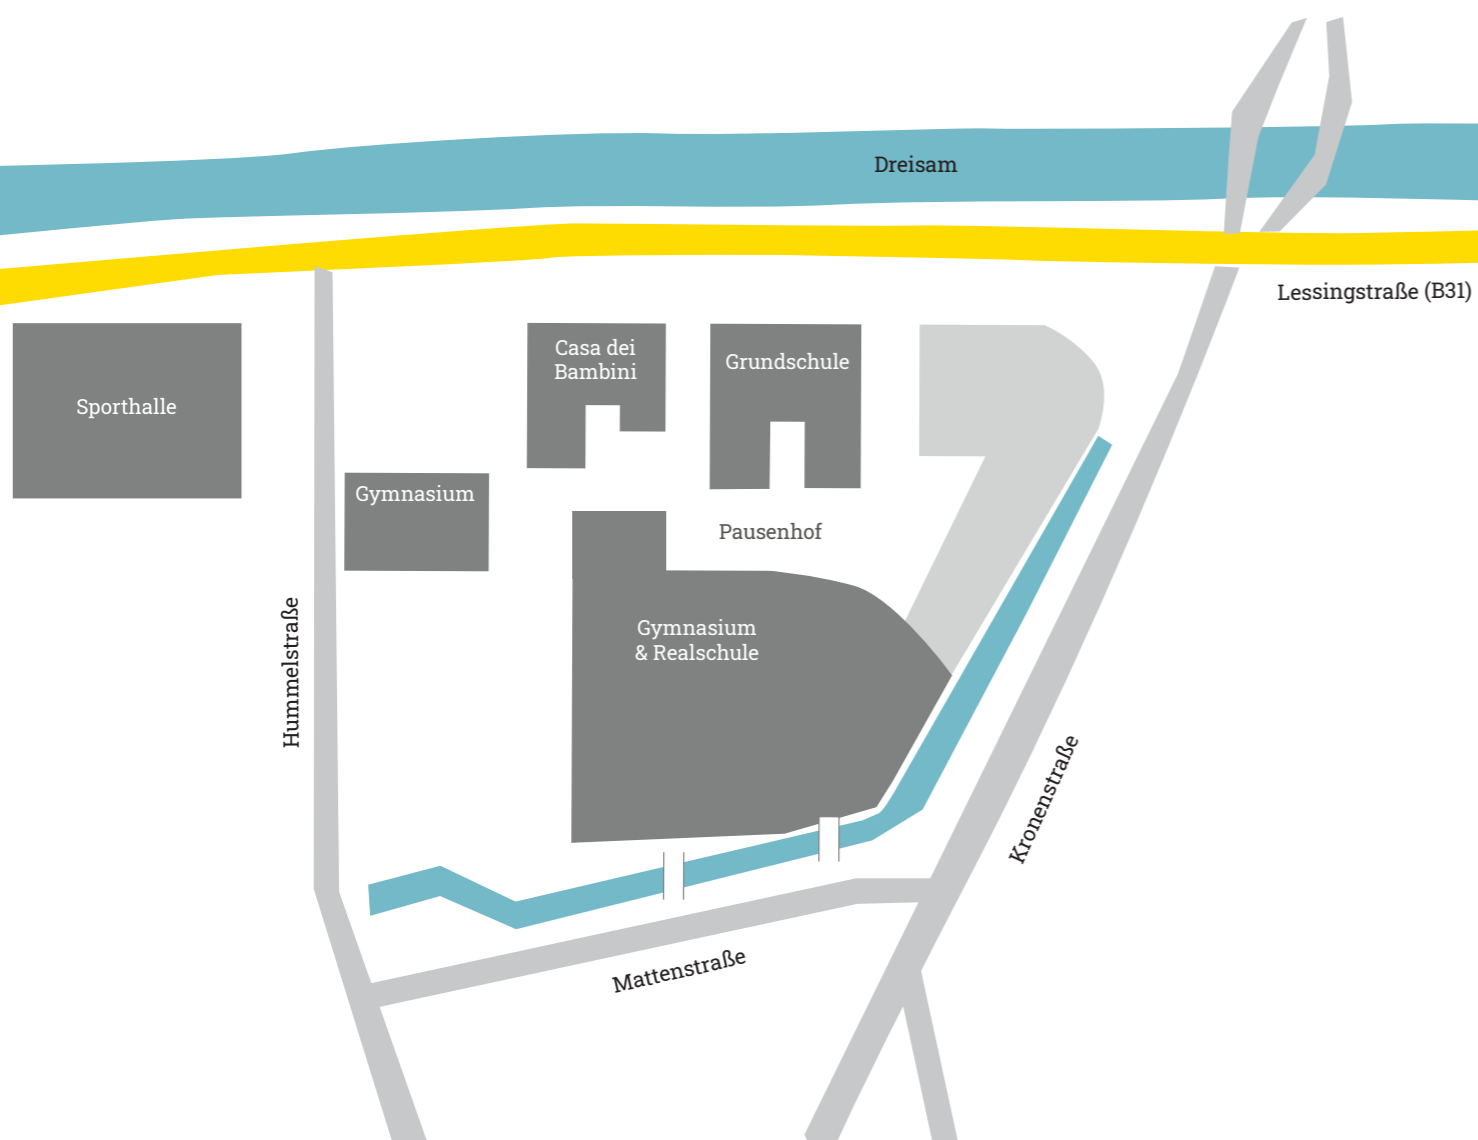 Dreisam
Lessingstraße (B31)
Casa dei
Bambini
Grundschule
Sporthalle
Gymnasium
Pausenhof
Gymnasium
& Realschule
Hummelstraße
Kronenstraße
Mattenstraße